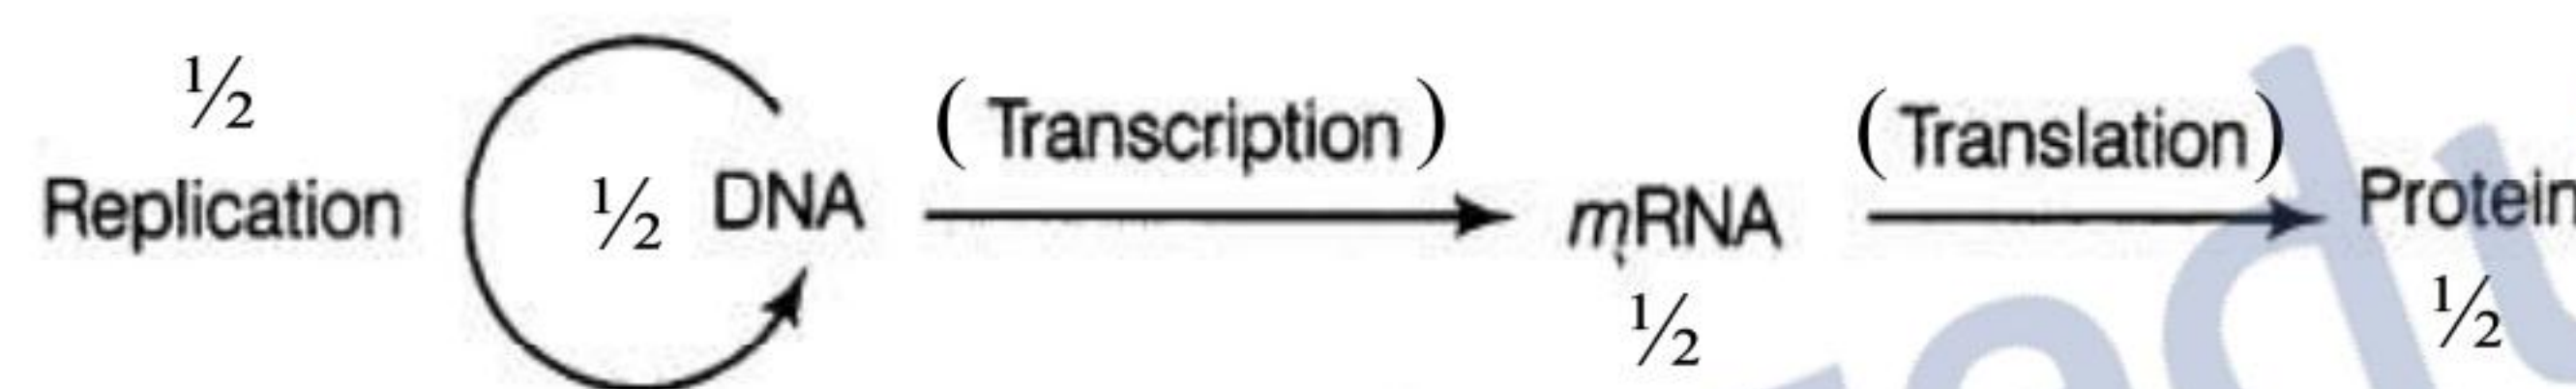 ½
( Transcription )
( Translation )
Replication
½ DNA
mRNA
Protein
½
½